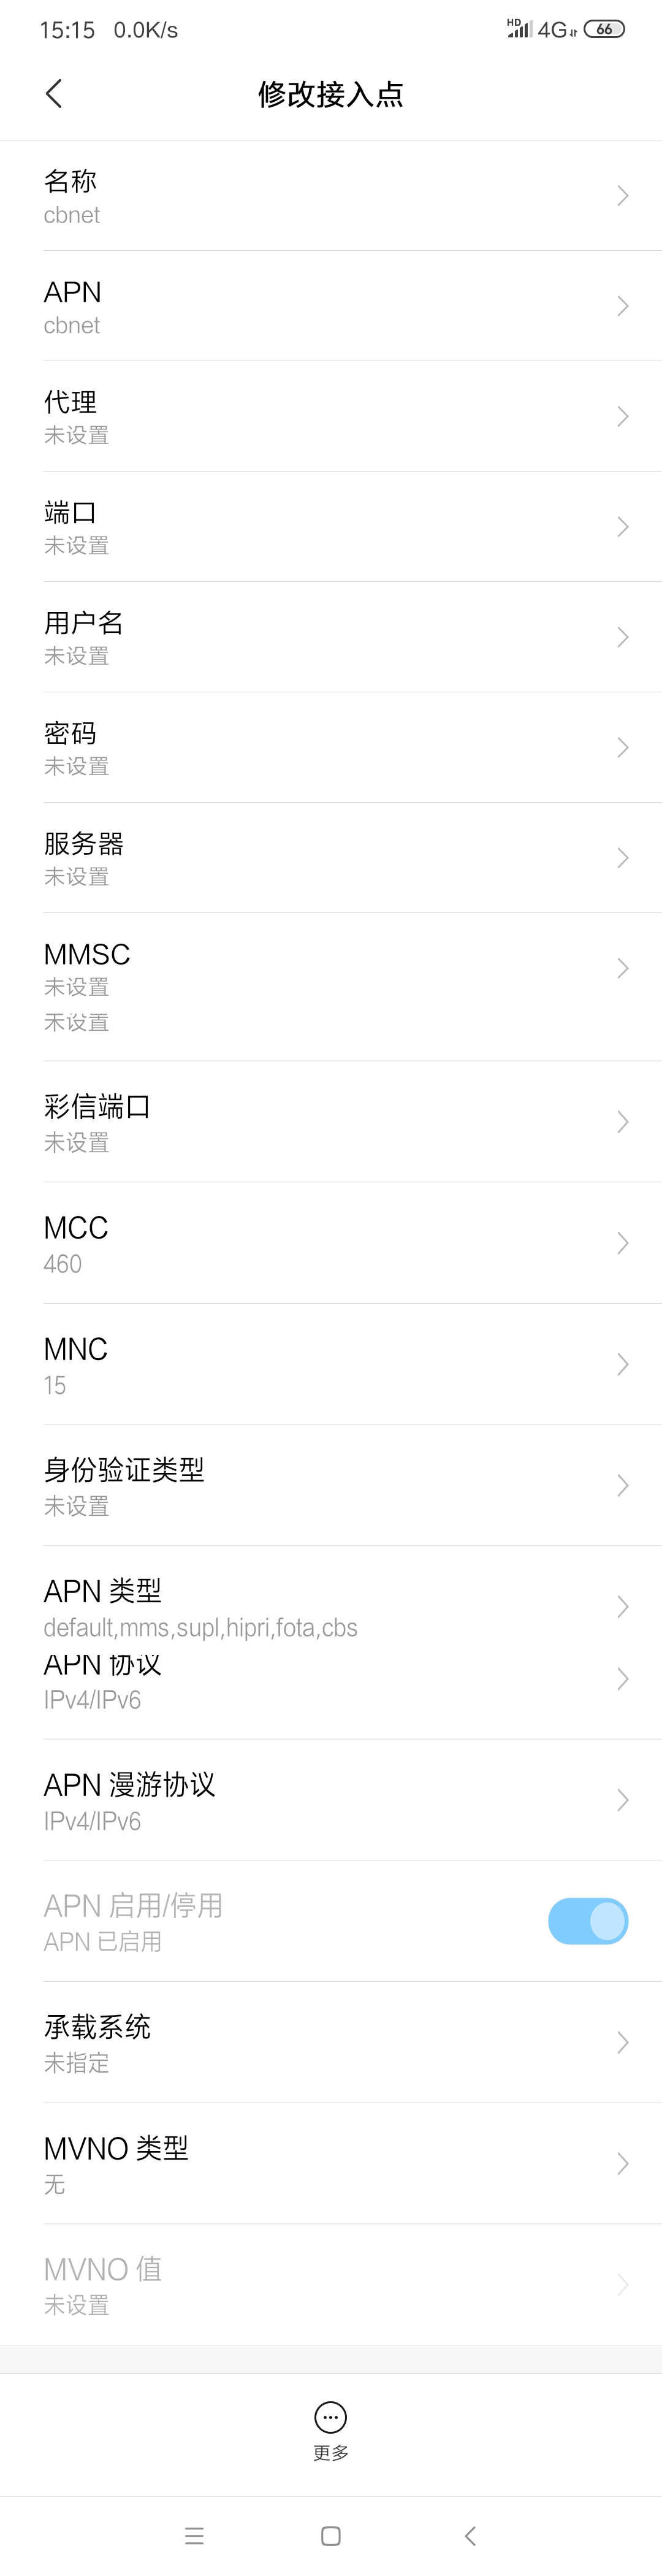 15:15 0.0K/s HD 4G 66
修改接入点
名称
cbnet
APN
cbnet
代理
未设置
端口
未设置
用户名
未设置
密码
未设置
服务器
未设置
MMSC
未设置
未设置
彩信端口
未设置
MCC
460
MNC
15
身份验证类型
未设置
APN 类型
default,mms,supl,hipri,fota,cbs
APN 协议
IPv4/IPv6
APN 漫游协议
IPv4/IPv6
APN 启用/停用
APN 已启用
承载系统
未指定
MVNO 类型
无
MVNO 值
未设置
更多